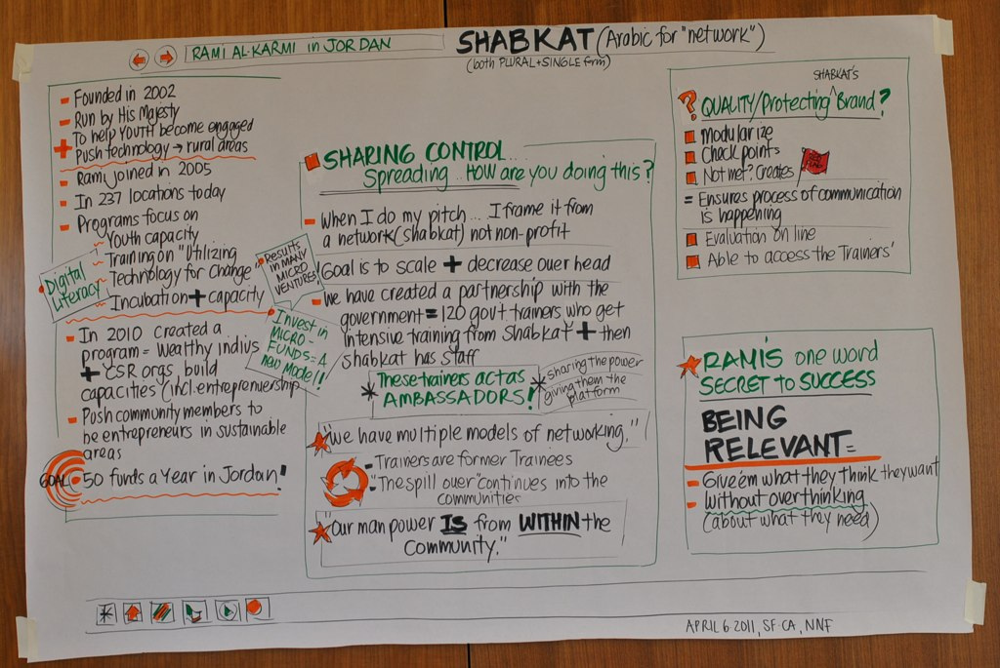 RAMI AL-KARMI in JORDAN
SHABKAT (Arabic for "network")
(both PLURAL + SINGLE form)
- Founded in 2002
- Run by His Majesty
+ To help YOUTH become engaged
Push technology → rural areas
- Rami joined in 2005
- In 237 locations today
- Programs focus on
~ Youth capacity
~ Training on "Utilizing
Technology for Change"
~ Incubation + capacity
Digital
Literacy
RESULTS
IN MANY
MICRO
VENTURES!
Invest in
MICRO-
FUNDS = A
new Model!
- In 2010 created a
program = Wealthy indivs
+ CSR orgs, build
capacities (incl. entreprenuership
- Push community members to
be entrepreneurs in sustainable
areas
GOAL: 50 funds a Year in Jordan!
SHARING CONTROL...
Spreading... HOW are you doing this?
- When I do my pitch... I frame it from
a network (shabkat) not non-profit
Goal is to scale + decrease over head
- We have created a partnership with the
government = 120 gov't trainers who get
intensive training from Shabkat + then
shabkat has staff
* These trainers act as
AMBASSADORS!
* sharing the power
giving them the
platform
"We have multiple models of networking."
- Trainers are former Trainees
- "The spill over" continues into the
communities
"Our man power IS from WITHIN the
Community."
SHABKAT'S
? QUALITY/Protecting ^ Brand?
Modularize
Check points
Not met? Creates
= Ensures process of communication
is happening
Evaluation on line
Able to access the Trainers'
RAMI'S one word
SECRET TO SUCCESS
BEING
RELEVANT =
- Give 'em what they think they want
- Without overthinking
(about what they need)
APRIL 6 2011, SF CA, NNF